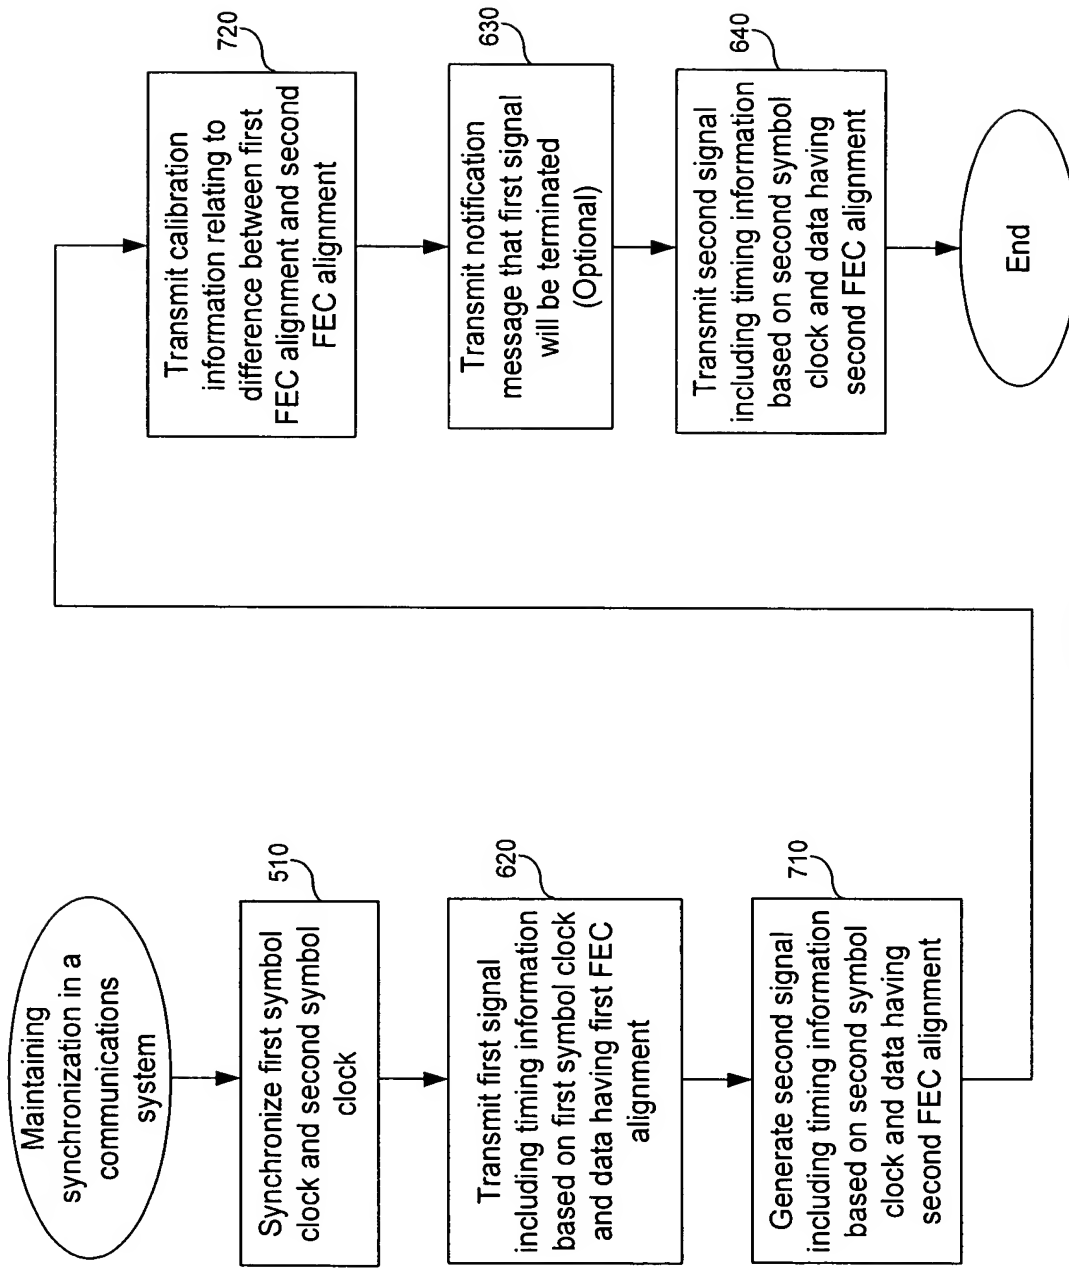 Maintaining
synchronization in a
communications
system
510
Synchronize first symbol
clock and second symbol
clock
620
Transmit first signal
including timing information
based on first symbol clock
and data having first FEC
alignment
710
Generate second signal
including timing information
based on second symbol
clock and data having
second FEC alignment
720
Transmit calibration
information relating to
difference between first
FEC alignment and second
FEC alignment
630
Transmit notification
message that first signal
will be terminated
(Optional)
640
Transmit second signal
including timing information
based on second symbol
clock and data having
second FEC alignment
End